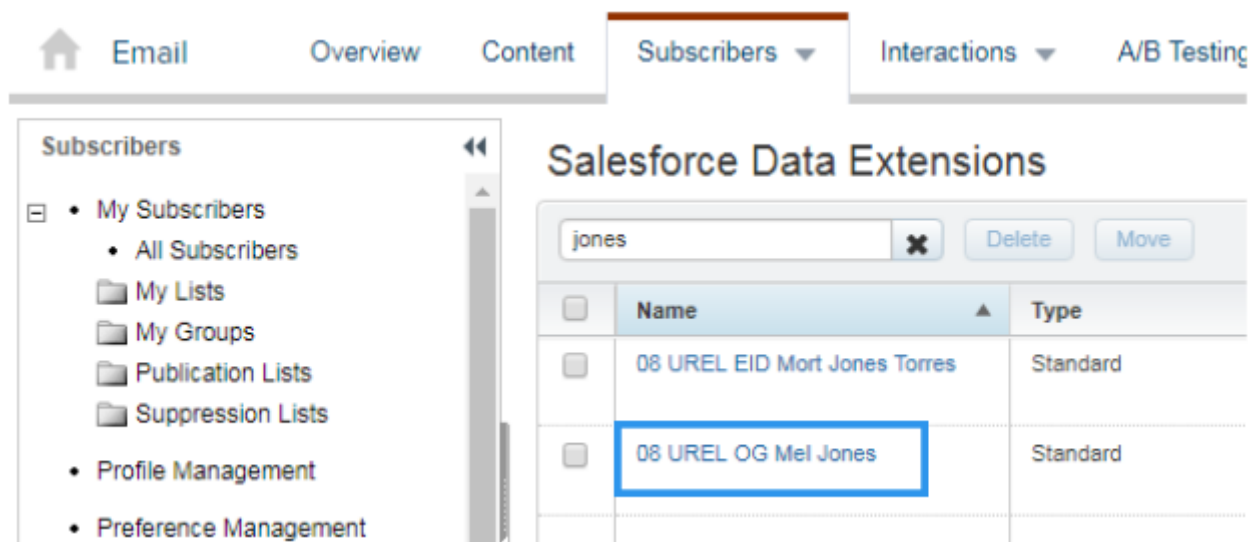 Email Overview Content Subscribers Interactions A/B Testing
Subscribers
My Subscribers
All Subscribers
My Lists
My Groups
Publication Lists
Suppression Lists
Profile Management
Preference Management
Salesforce Data Extensions
jones Delete Move
Name Type
08 UREL EID Mort Jones Torres Standard
08 UREL OG Mel Jones Standard